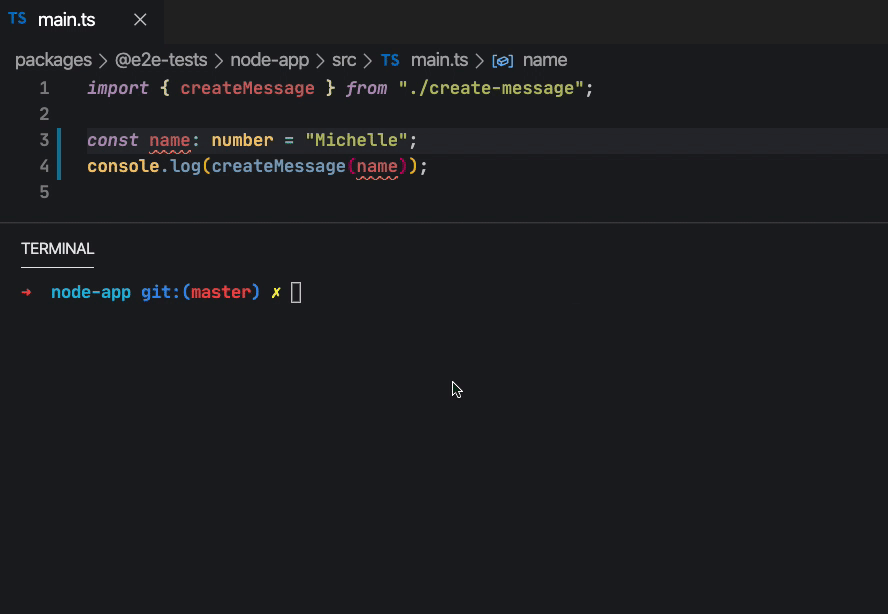 TS main.ts
packages > @e2e-tests > node-app > src > TS main.ts > name
1 import { createMessage } from "./create-message";
2
3 const name: number = "Michelle";
4 console.log(createMessage(name));
5
TERMINAL
➜ node-app git:(master) ✗